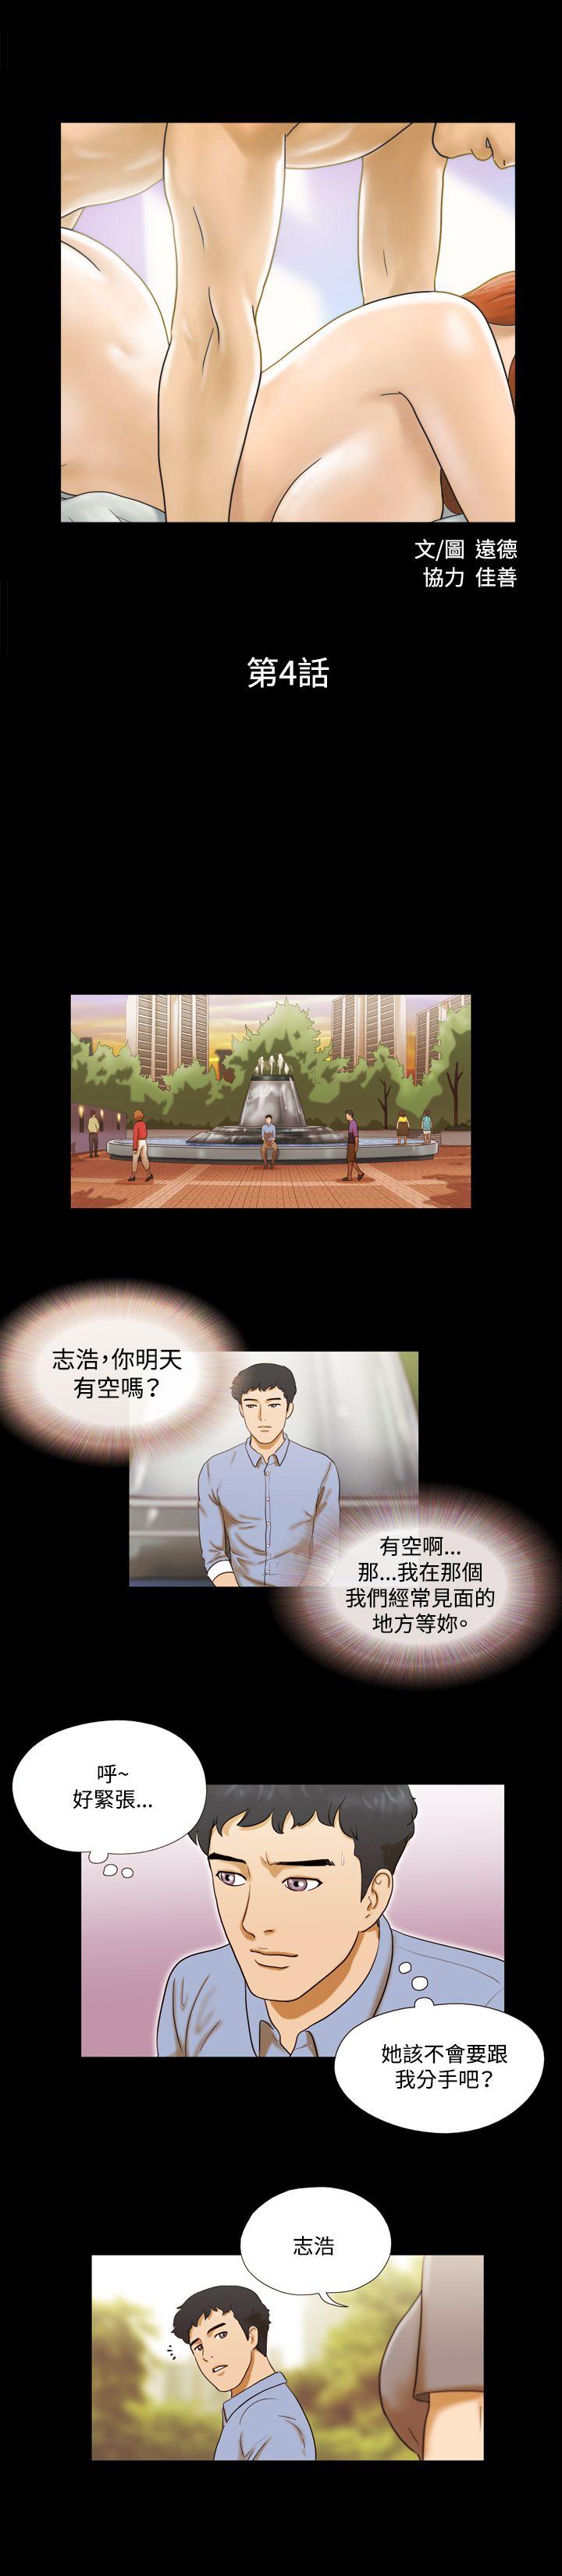 文/圖 遠德
協力 佳善
第4話
志浩，你明天
有空嗎？
有空啊...
那...我在那個
我們經常見面的
地方等妳。
呼~
好緊張...
她該不會要跟
我分手吧？
志浩